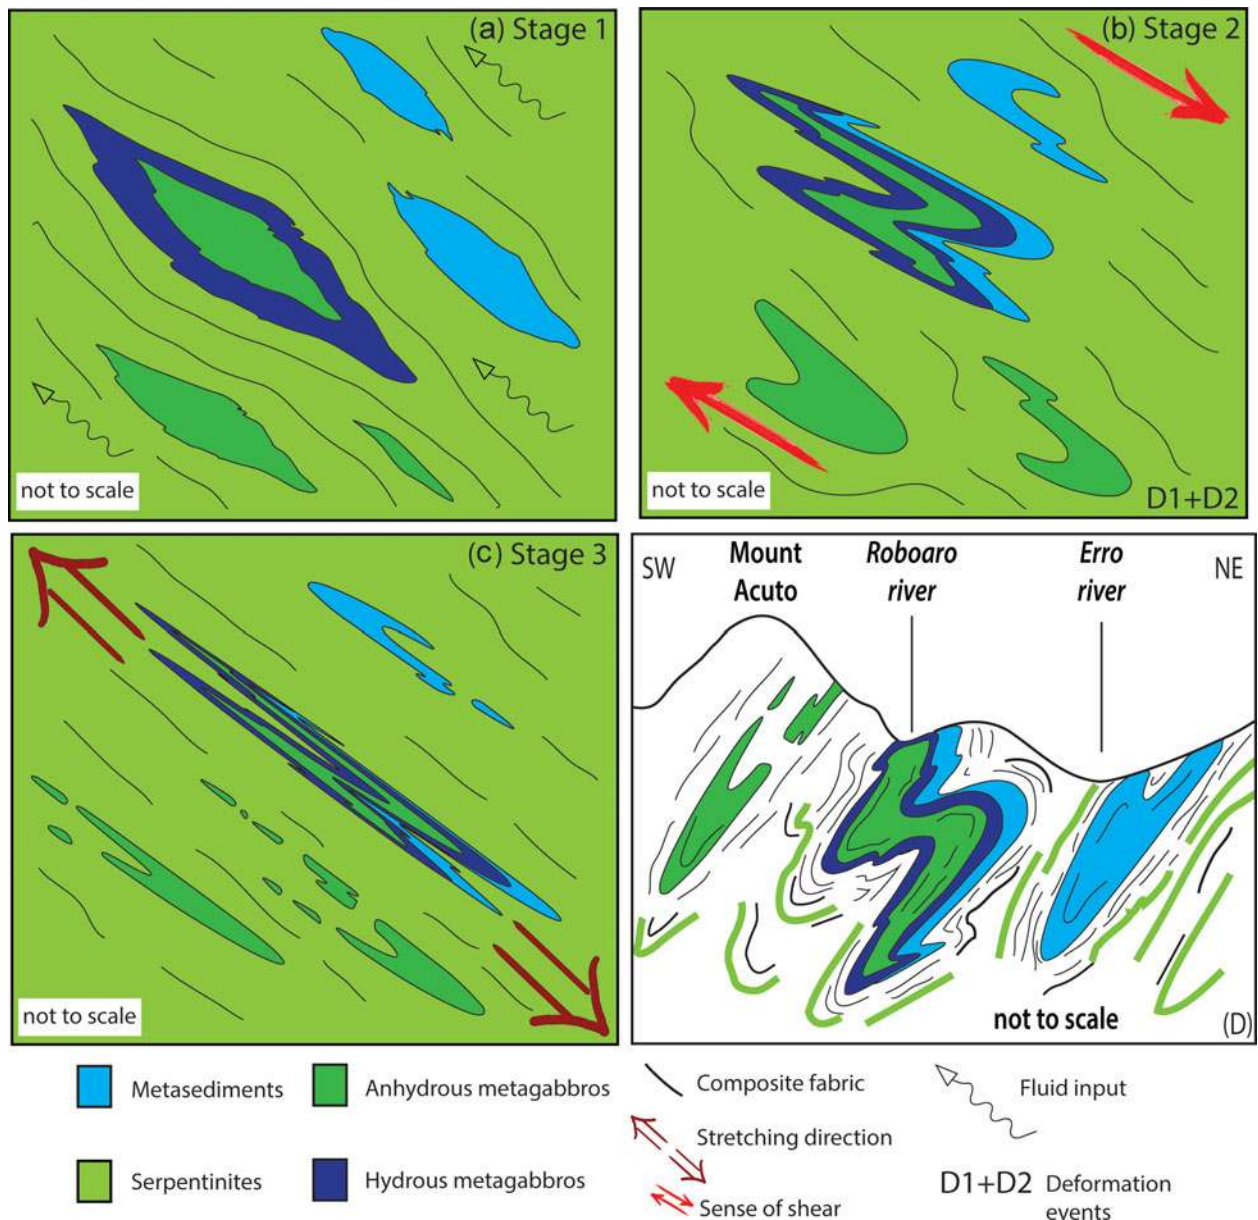 (a) Stage 1
not to scale
(b) Stage 2
not to scale
D1+D2
(c) Stage 3
not to scale
SW
Mount
Acuto
Roboaro
river
Erro
river
NE
not to scale
(D)
Metasediments
Anhydrous metagabbros
Composite fabric
Fluid input
Stretching direction
Serpentinites
Hydrous metagabbros
Sense of shear
D1+D2 Deformation
events